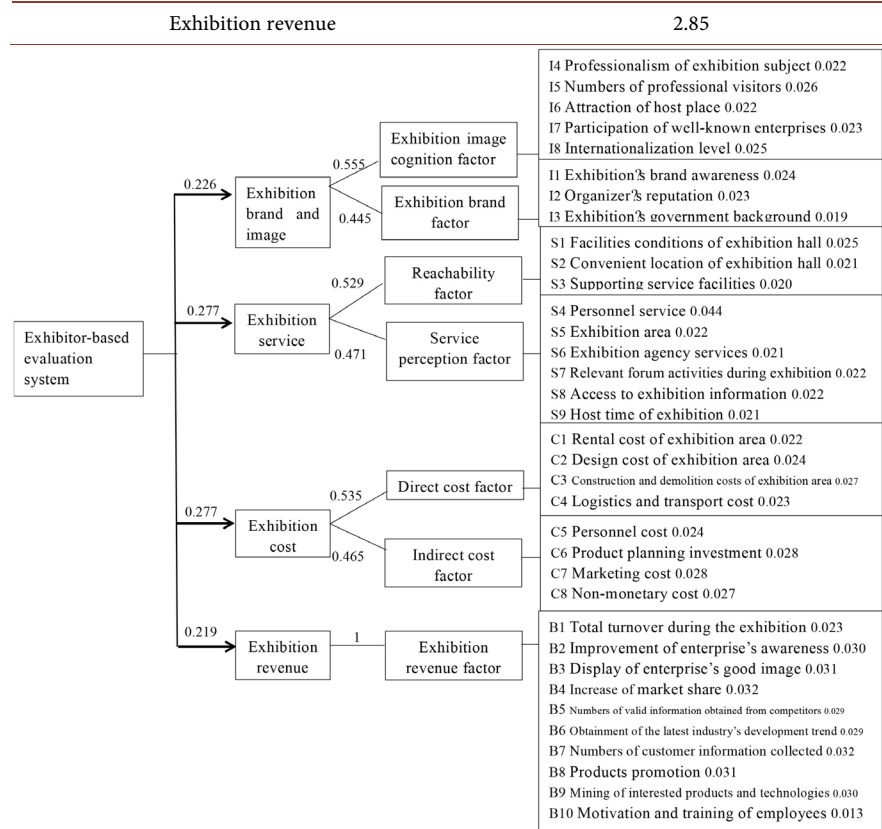 Exhibition revenue 2.85
I4 Professionalism of exhibition subject 0.022
I5 Numbers of professional visitors 0.026
I6 Attraction of host place 0.022
I7 Participation of well-known enterprises 0.023
I8 Internationalization level 0.025
Exhibition image
cognition factor
0.555
0.226
Exhibition
brand and
image
0.445
Exhibition brand
factor
I1 Exhibition?s brand awareness 0.024
I2 Organizer?s reputation 0.023
I3 Exhibition?s government background 0.019
S1 Facilities conditions of exhibition hall 0.025
S2 Convenient location of exhibition hall 0.021
S3 Supporting service facilities 0.020
Reachability
factor
0.529
0.277
Exhibition
service
0.471
Service
perception factor
S4 Personnel service 0.044
S5 Exhibition area 0.022
S6 Exhibition agency services 0.021
S7 Relevant forum activities during exhibition 0.022
S8 Access to exhibition information 0.022
S9 Host time of exhibition 0.021
Exhibitor-based
evaluation
system
C1 Rental cost of exhibition area 0.022
C2 Design cost of exhibition area 0.024
C3 Construction and demolition costs of exhibition area 0.027
C4 Logistics and transport cost 0.023
Direct cost factor
0.535
0.277
Exhibition
cost
0.465
Indirect cost
factor
C5 Personnel cost 0.024
C6 Product planning investment 0.028
C7 Marketing cost 0.028
C8 Non-monetary cost 0.027
0.219
Exhibition
revenue
1
Exhibition
revenue factor
B1 Total turnover during the exhibition 0.023
B2 Improvement of enterprise's awareness 0.030
B3 Display of enterprise's good image 0.031
B4 Increase of market share 0.032
B5 Numbers of valid information obtained from competitors 0.029
B6 Obtainment of the latest industry's development trend 0.029
B7 Numbers of customer information collected 0.032
B8 Products promotion 0.031
B9 Mining of interested products and technologies 0.030
B10 Motivation and training of employees 0.013